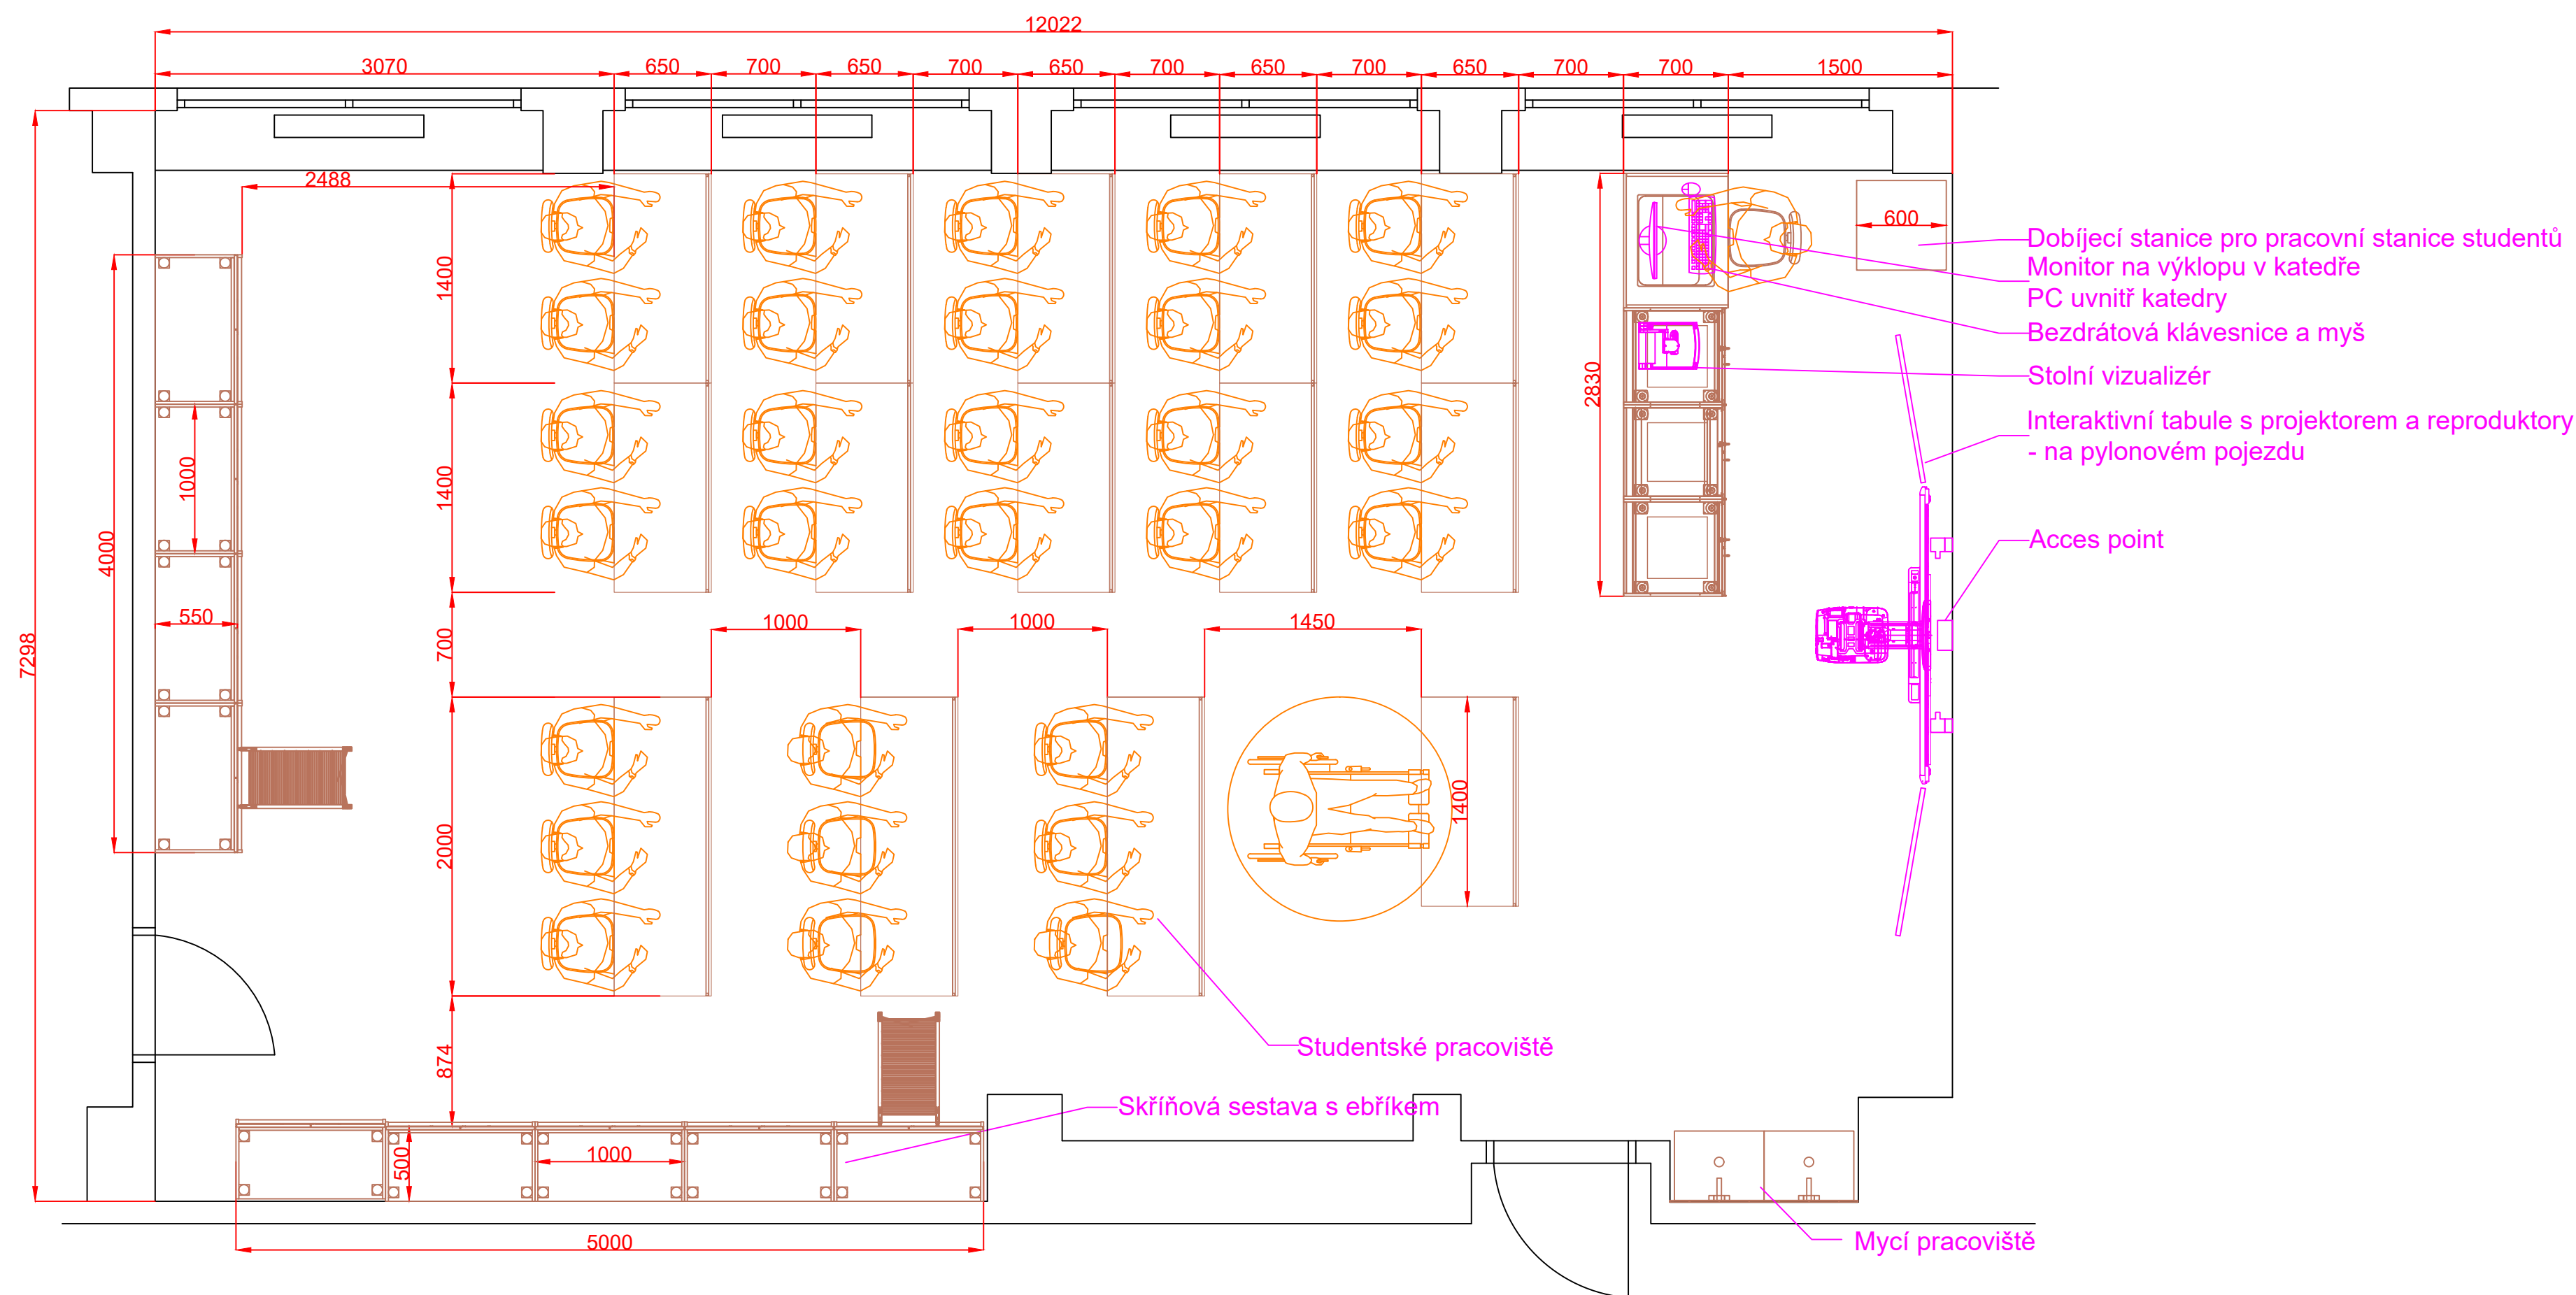 12022
3070 650 700 650 700 650 700 650 700 650 700 700 1500
2488
600
Dobíjecí stanice pro pracovní stanice studentů
Monitor na výklopu v katedře
PC uvnitř katedry
Bezdrátová klávesnice a myš
Stolní vizualizér
Interaktivní tabule s projektorem a reproduktory
- na pylonovém pojezdu
Acces point
1400
2830
1000
1400
4000
550
7298
700
1000
1000
1450
2000
1400
874
Studentské pracoviště
Skříňová sestava s ebříkem
500
1000
5000
Mycí pracoviště